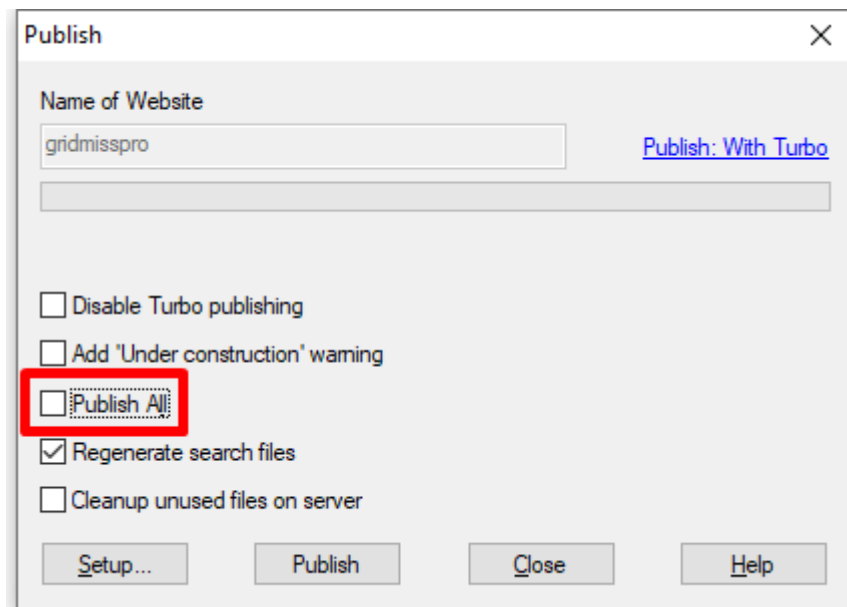 Publish
Name of Website
gridmisspro
Publish: With Turbo
Disable Turbo publishing
Add 'Under construction' warning
Publish All
Regenerate search files
Cleanup unused files on server
Setup... Publish Close Help